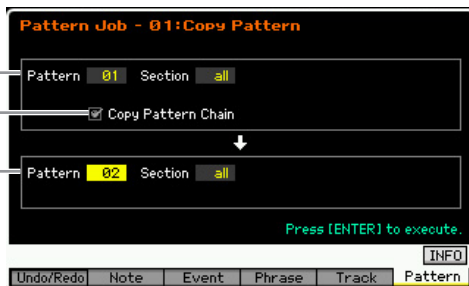 Pattern Job - 01:Copy Pattern
Pattern 01 Section all
Copy Pattern Chain
Pattern 02 Section all
Press [ENTER] to execute.
INFO
Undo/Redo Note Event Phrase Track Pattern